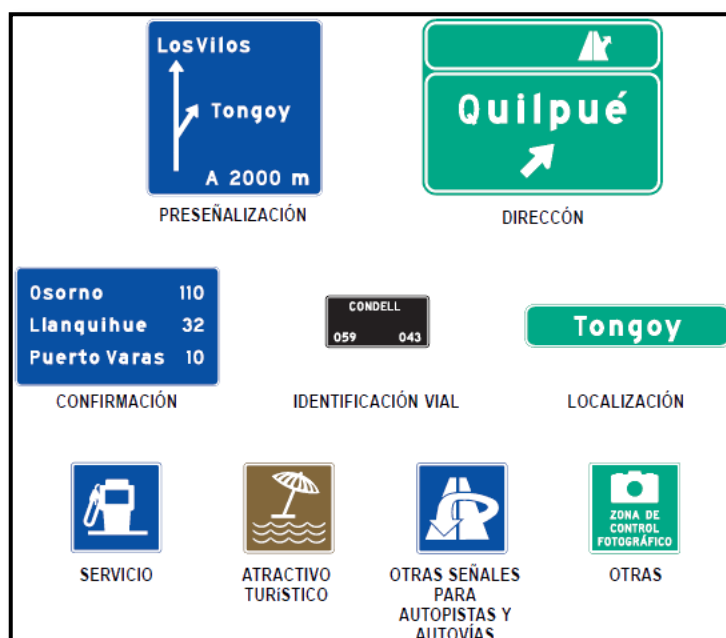 LosVilos
Tongoy
A 2000 m
PRESEÑALIZACIÓN
Quilpué
DIRECCÓN
Osorno 110
Llanquihue 32
Puerto Varas 10
CONFIRMACIÓN
CONDELL
059 043
IDENTIFICACIÓN VIAL
Tongoy
LOCALIZACIÓN
SERVICIO
ATRACTIVO
TURíSTICO
OTRAS SEÑALES
PARA
AUTOPISTAS Y
AUTOVÍAS
ZONA DE
CONTROL
FOTOGRÁFICO
OTRAS